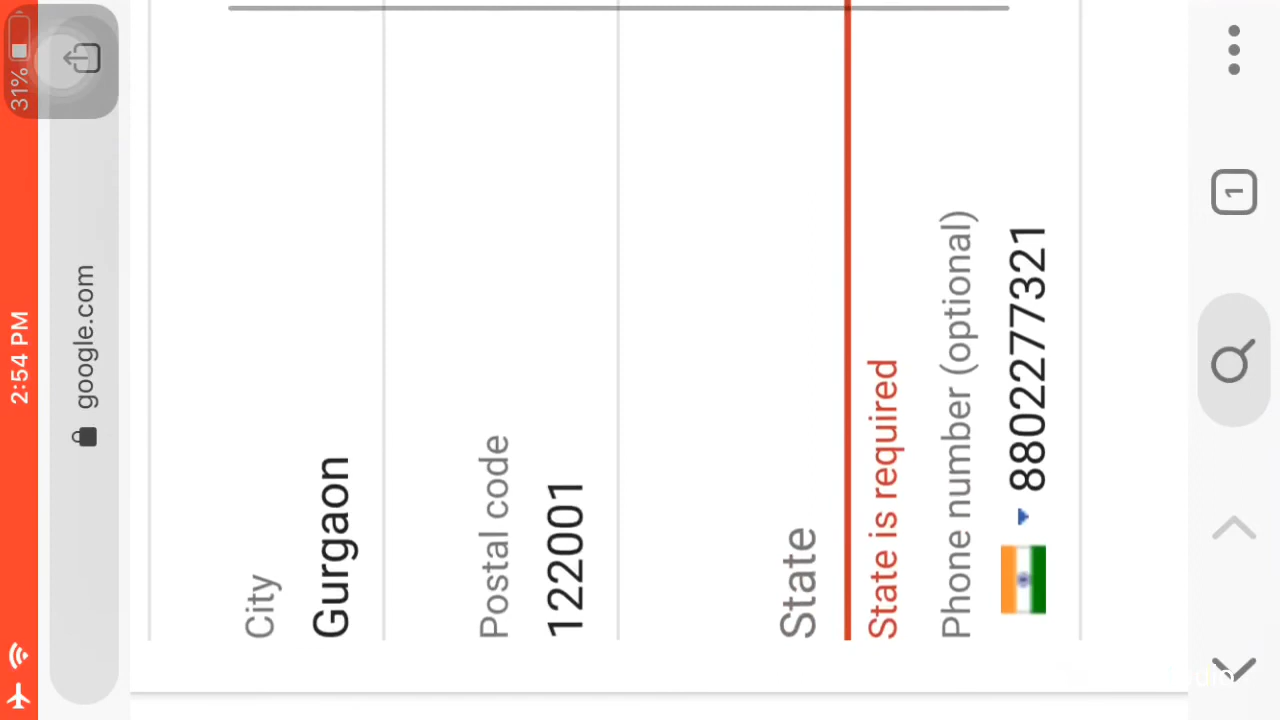 2:54 PM
31%
google.com
City
Gurgaon
Postal code
122001
State
State is required
Phone number (optional)
8802277321
1